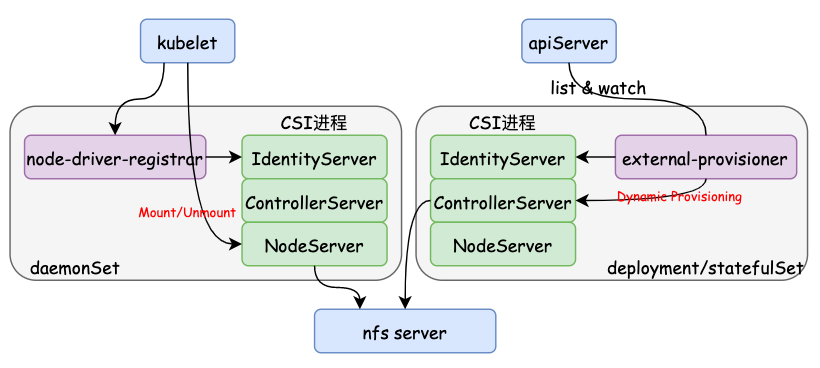 kubelet
apiServer
list & watch
CSI进程
CSI进程
node-driver-registrar
IdentityServer
IdentityServer
external-provisioner
ControllerServer
ControllerServer
Dynamic Provisioning
Mount/Unmount
NodeServer
NodeServer
daemonSet
deployment/statefulSet
nfs server